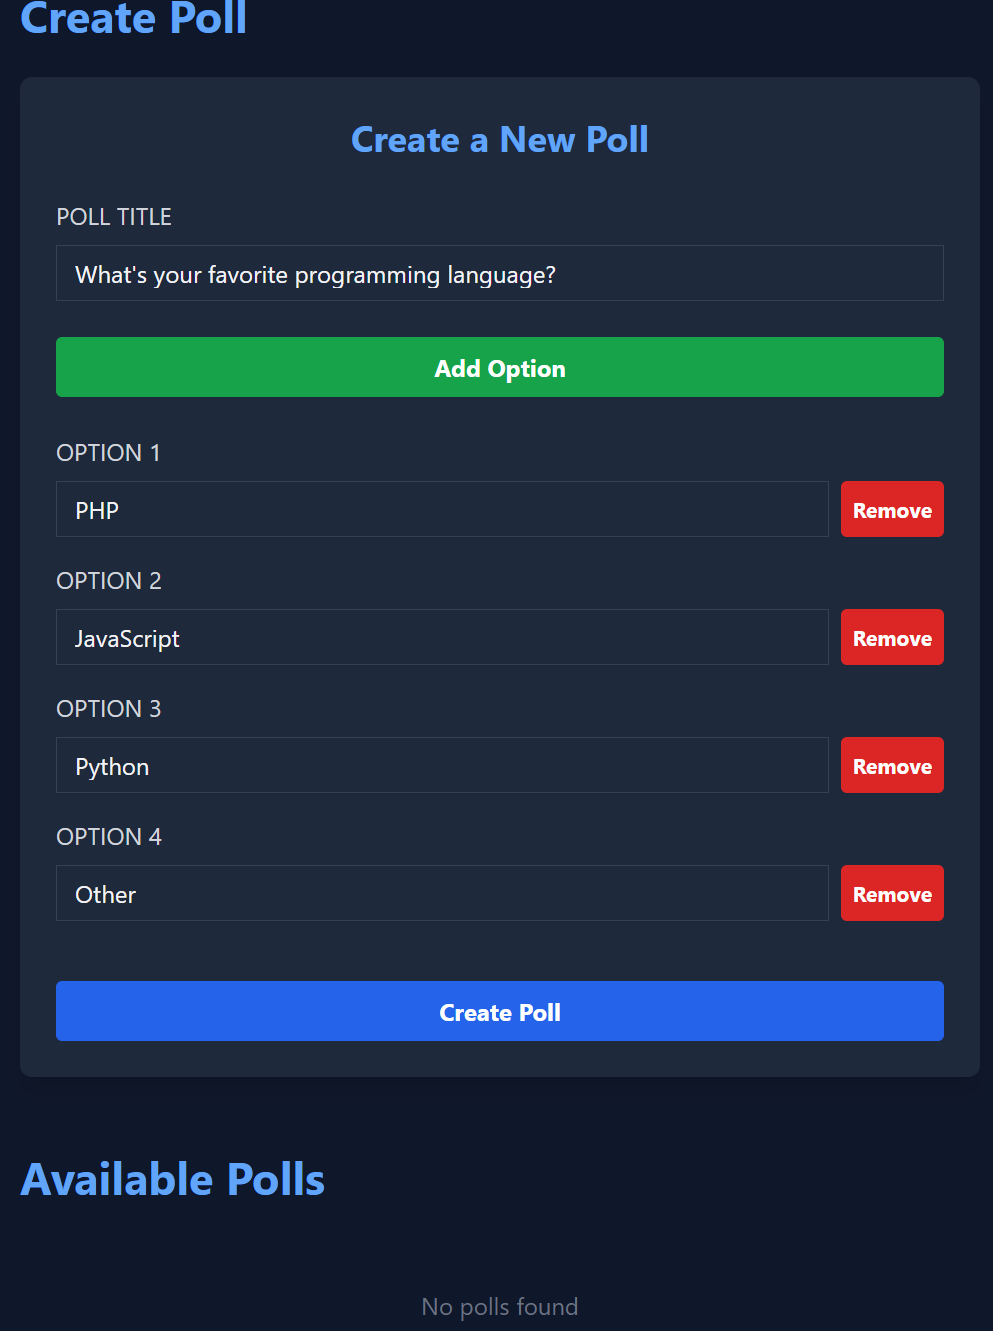 Create Poll
Create a New Poll
POLL TITLE
What's your favorite programming language?
Add Option
OPTION 1
PHP
Remove
OPTION 2
JavaScript
Remove
OPTION 3
Python
Remove
OPTION 4
Other
Remove
Create Poll
Available Polls
No polls found